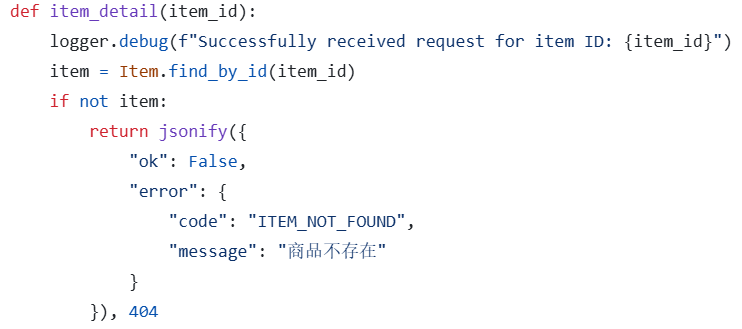 def item_detail(item_id):
    logger.debug(f"Successfully received request for item ID: {item_id}")
    item = Item.find_by_id(item_id)
    if not item:
        return jsonify({
            "ok": False,
            "error": {
                "code": "ITEM_NOT_FOUND",
                "message": "商品不存在"
            }
        }), 404